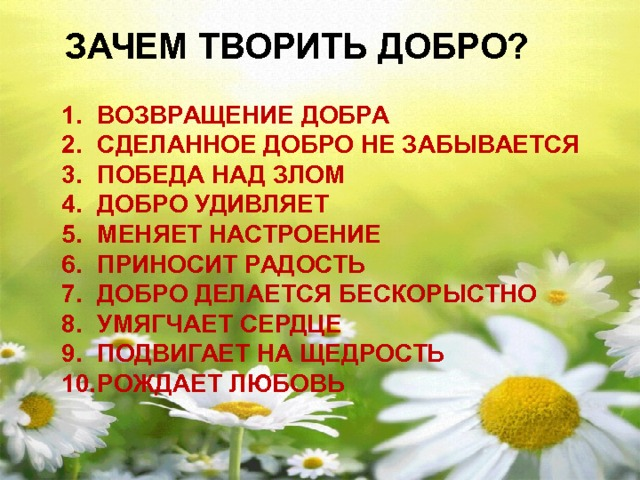 ЗАЧЕМ ТВОРИТЬ ДОБРО?
1. ВОЗВРАЩЕНИЕ ДОБРА
2. СДЕЛАННОЕ ДОБРО НЕ ЗАБЫВАЕТСЯ
3. ПОБЕДА НАД ЗЛОМ
4. ДОБРО УДИВЛЯЕТ
5. МЕНЯЕТ НАСТРОЕНИЕ
6. ПРИНОСИТ РАДОСТЬ
7. ДОБРО ДЕЛАЕТСЯ БЕСКОРЫСТНО
8. УМЯГЧАЕТ СЕРДЦЕ
9. ПОДВИГАЕТ НА ЩЕДРОСТЬ
10. РОЖДАЕТ ЛЮБОВЬ